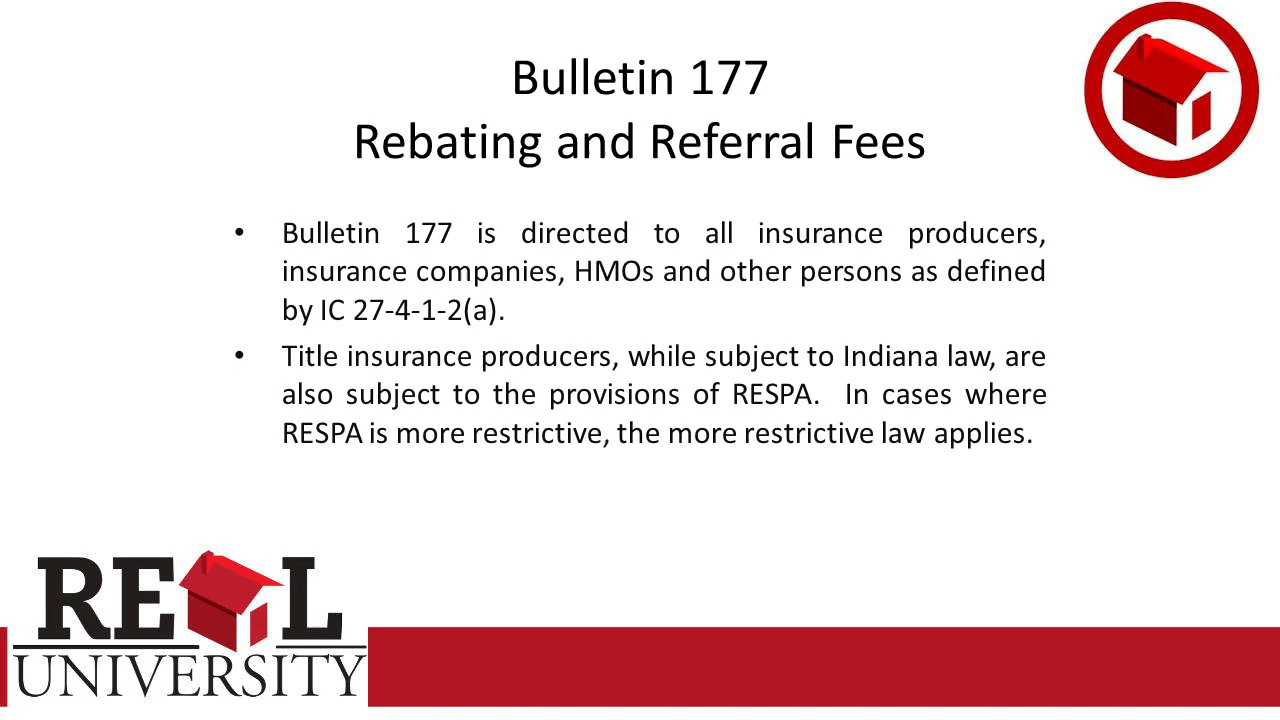 Bulletin 177
Rebating and Referral Fees
• Bulletin 177 is directed to all insurance producers,
insurance companies, HMOs and other persons as defined
by IC 27-4-1-2(a).
• Title insurance producers, while subject to Indiana law, are
also subject to the provisions of RESPA. In cases where
RESPA is more restrictive, the more restrictive law applies.
RE L
UNIVERSITY